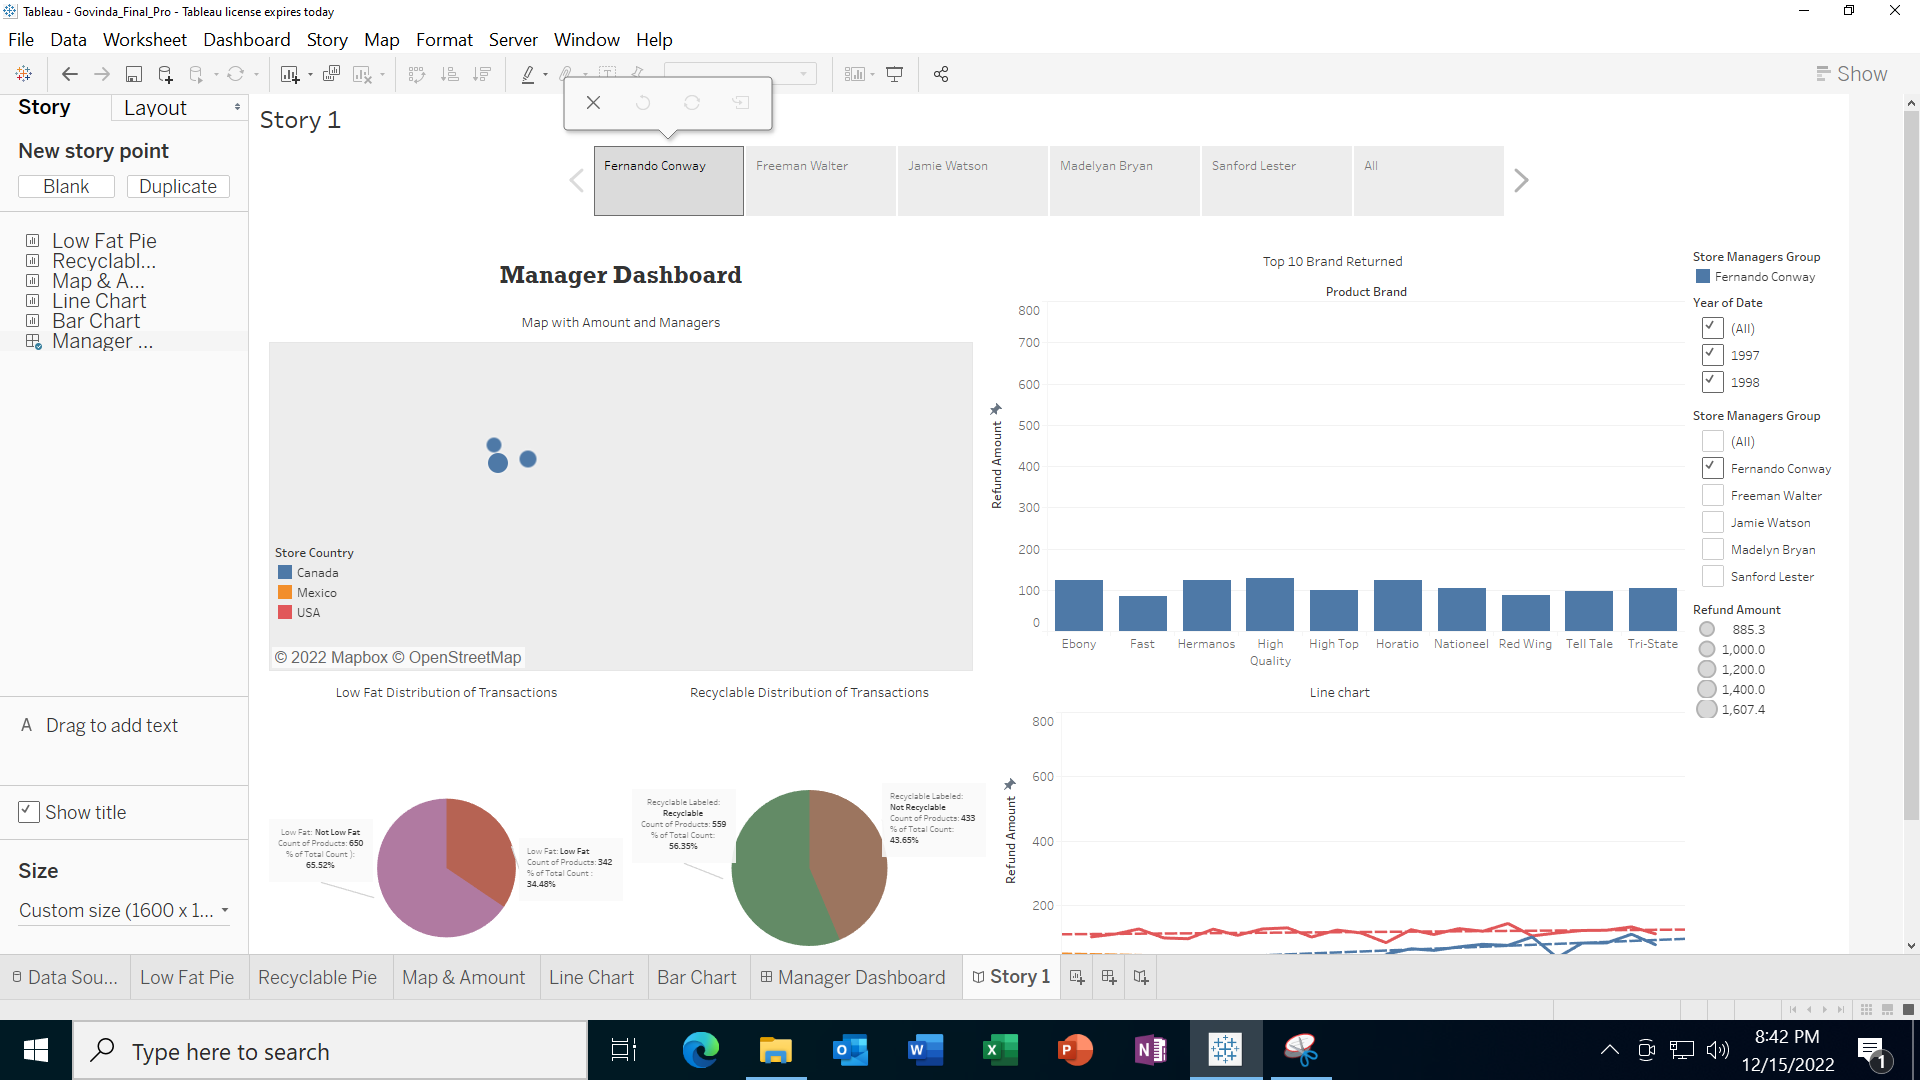 Tableau - Govinda_Final_Pro - Tableau license expires today
File Data Worksheet Dashboard Story Map Format Server Window Help
Show
Story Layout
New story point
Blank Duplicate
Low Fat Pie
Recyclabl...
Map & A...
Line Chart
Bar Chart
Manager ...
A Drag to add text
Show title
Size
Custom size (1600 x 1...
Story 1
Fernando Conway
Freeman Walter
Jamie Watson
Madelyan Bryan
Sanford Lester
All
Manager Dashboard
Map with Amount and Managers
Store Country
Canada
Mexico
USA
© 2022 Mapbox © OpenStreetMap
Top 10 Brand Returned
Product Brand
Refund Amount
800
700
600
500
400
300
200
100
0
Ebony Fast Hermanos High Quality High Top Horatio Nationeel Red Wing Tell Tale Tri-State
Store Managers Group
Fernando Conway
Year of Date
(All)
1997
1998
Store Managers Group
(All)
Fernando Conway
Freeman Walter
Jamie Watson
Madelyn Bryan
Sanford Lester
Refund Amount
885.3
1,000.0
1,200.0
1,400.0
1,607.4
Low Fat Distribution of Transactions
Low Fat: Not Low Fat
Count of Products: 650
% of Total Count ):
65.52%
Low Fat: Low Fat
Count of Products: 342
% of Total Count :
34.48%
Recyclable Distribution of Transactions
Recyclable Labeled:
Recyclable
Count of Products: 559
% of Total Count:
56.35%
Recyclable Labeled:
Not Recyclable
Count of Products: 433
% of Total Count:
43.65%
Line chart
Refund Amount
800
600
400
200
Data Sou... Low Fat Pie Recyclable Pie Map & Amount Line Chart Bar Chart Manager Dashboard Story 1
Type here to search
8:42 PM
12/15/2022
1